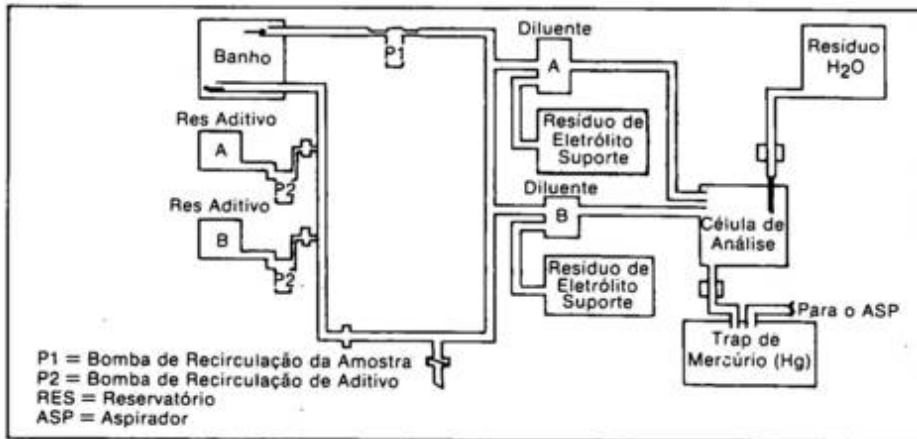 Banho
P1
Diluente
A
Resíduo
H2O
Res Aditivo
A
P2
Resíduo de
Eletrólito
Suporte
Res Aditivo
B
P2
Diluente
B
Célula de
Análise
Resíduo de
Eletrólito
Suporte
Para o ASP
Trap de
Mercúrio (Hg)
P1 = Bomba de Recirculação da Amostra
P2 = Bomba de Recirculação de Aditivo
RES = Reservatório
ASP = Aspirador